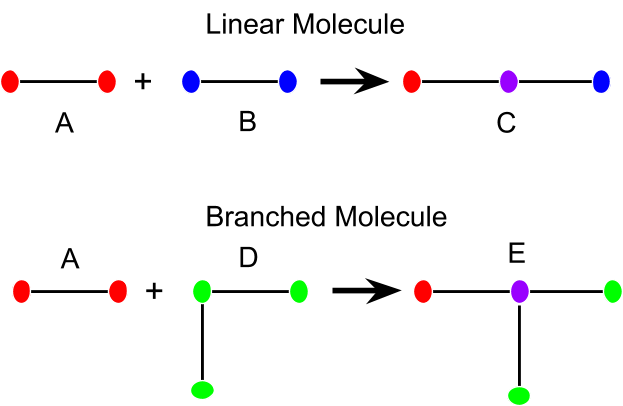 Linear Molecule
+
A B C
Branched Molecule
A D E
+